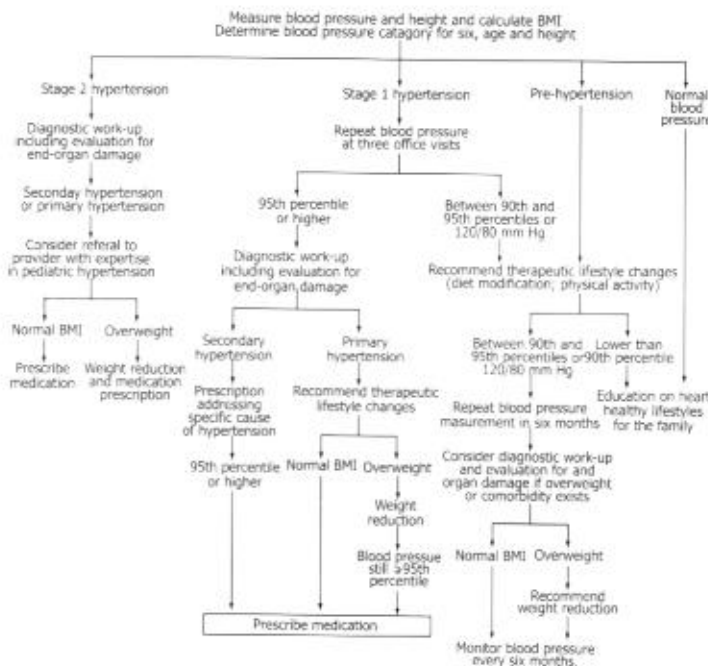 Measure blood pressure and height and calculate BMI
Determine blood pressure catagory for six, age and height
Stage 2 hypertension
Diagnostic work-up
including evaluation for
end-organ damage
Seconday hypertension
or primary hypertension
Consider referal to
provider with expertise
in pediatric hypertension
Normal BMI
Overweight
Prescribe
medication
Weight reduction
and medication
prescription
Stage 1 hypertension
Repeat blood pressure
at three office visits
95th percentile
or higher
Diagnostic work-up
including evaluation for
end-organ damage
Secondary
hypertension
Prescription
addressing
specific cause
of hypertension
95th percentile
or higher
Primary
hypertension
Recommend therapeutic
lifestyle changes
Normal BMI
Overweight
Weight
reduction
Blood pressue
still >95th
percentile
Prescribe medication
Between 90th and
95th percentiles or
120/80 mm Hg
Pre-hypertension
Recommend therapeutic lifestyle changes
(diet modification; physical activity)
Between 90th and
95th percentiles or
120/80 mm Hg
Lower than
90th percentile
Repeat blood pressure
masurement in six months
Consider diagnostic work-up
and evaluation for and
organ damage if overweight
or comorbidity exists
Normal BMI
Overweight
Recommend
weight reduction
Monitor blood pressure
every six months.
Normal
blood
pressure
Education on heart
healthy lifestyles
for the family